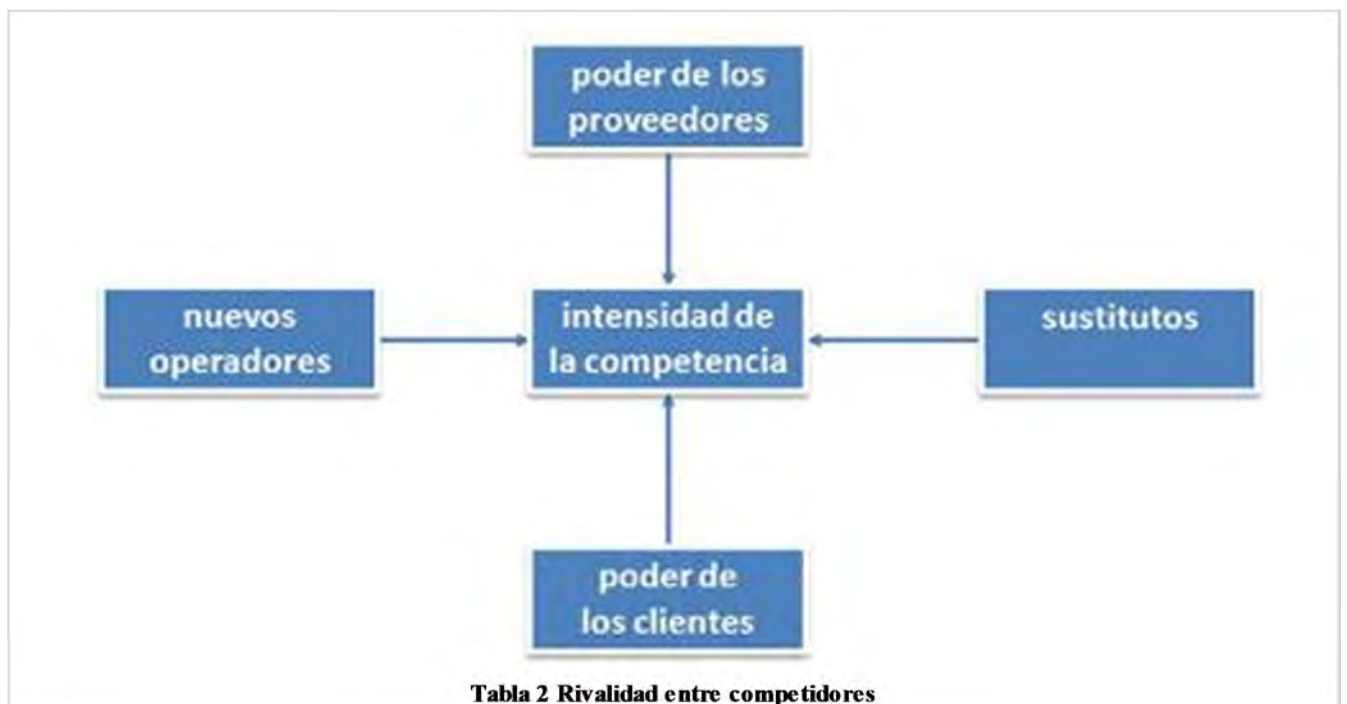 poder de los
proveedores
nuevos
operadores
intensidad de
la competencia
sustitutos
poder de
los clientes
Tabla 2 Rivalidad entre competidores